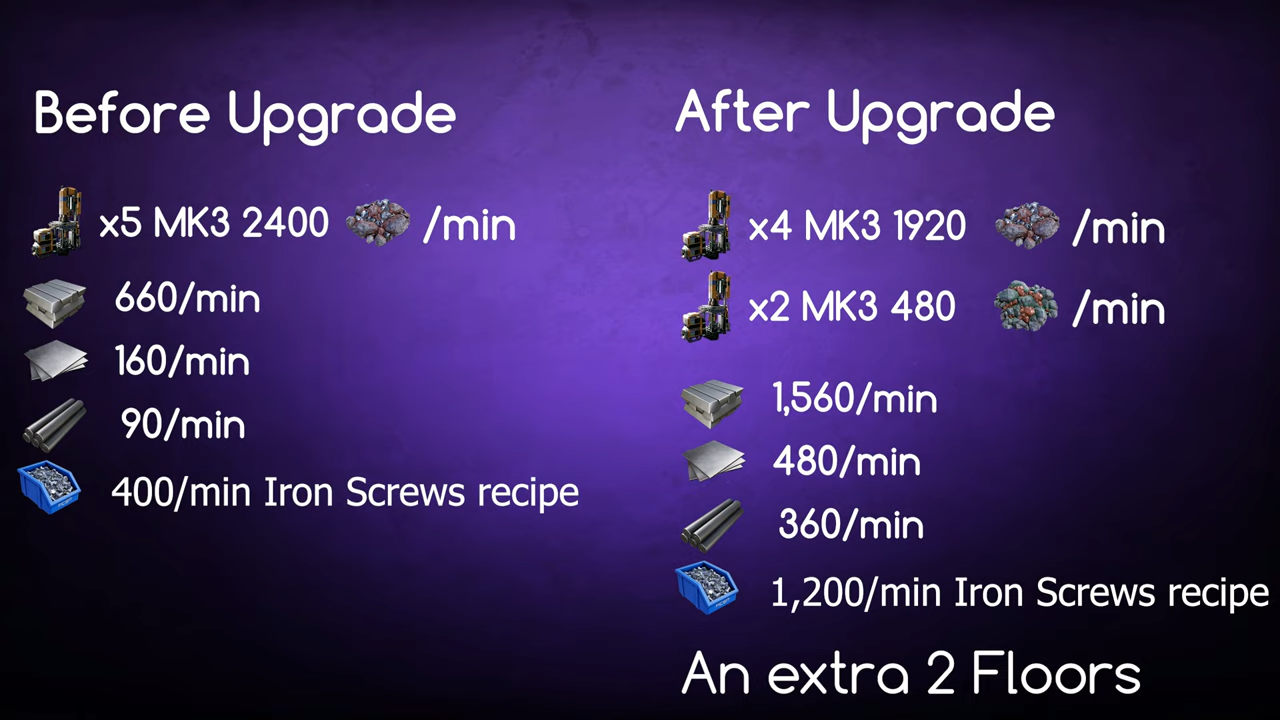 Before Upgrade
x5 MK3 2400 /min
660/min
160/min
90/min
400/min Iron Screws recipe
After Upgrade
x4 MK3 1920 /min
x2 MK3 480 /min
1,560/min
480/min
360/min
1,200/min Iron Screws recipe
An extra 2 Floors